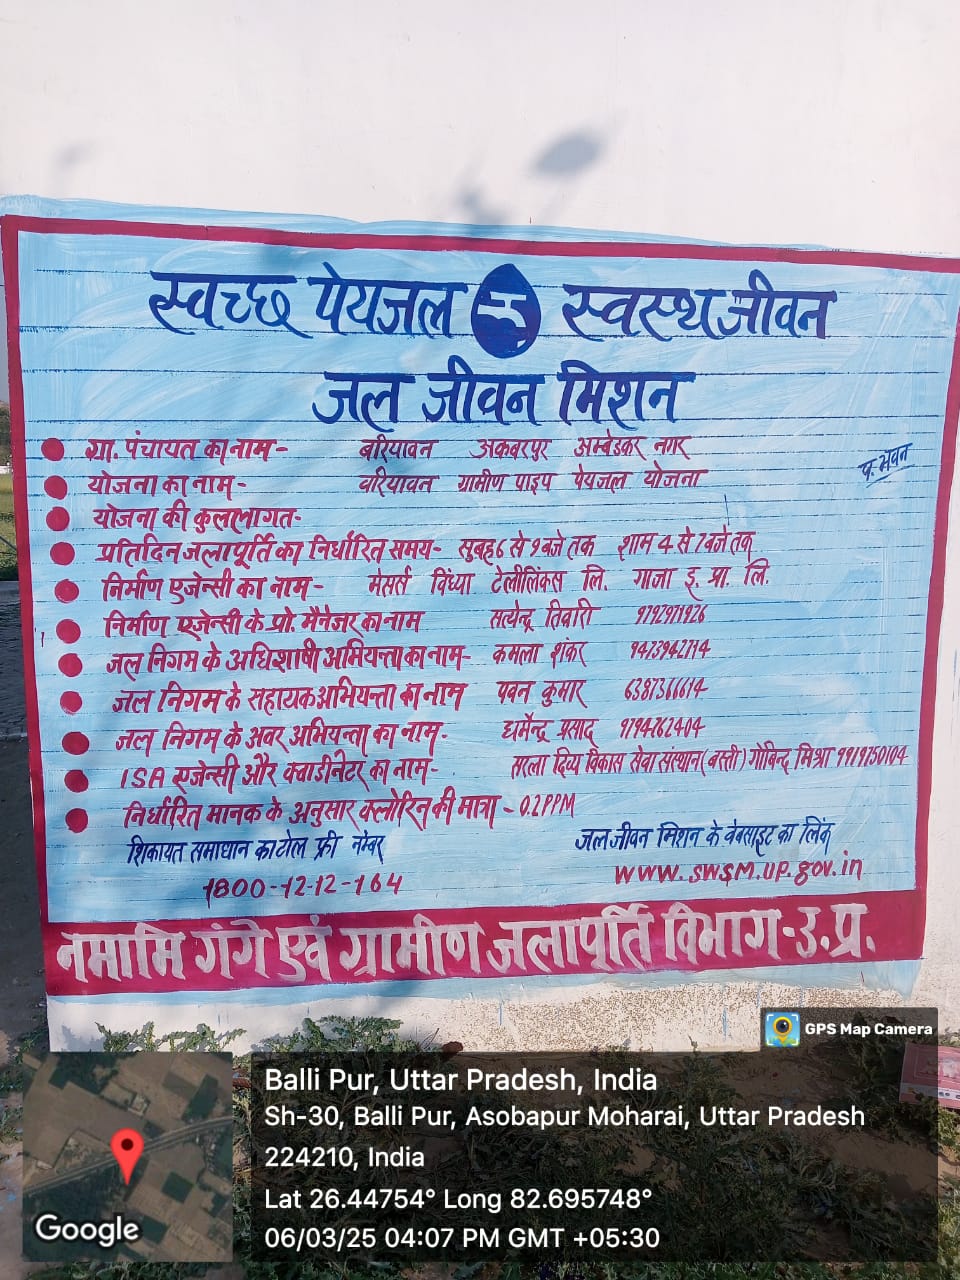 स्वच्छ पेयजल स्वस्थ जीवन
जल जीवन मिशन
ग्रा. पंचायत का नाम- बरियावन अकबरपुर अम्बेडकर नगर
प. भवन
योजना का नाम- बरियावन ग्रामीण पाइप पेयजल योजना
योजना की कुल लागत-
प्रतिदिन जलापूर्ति का निर्धारित समय- सुबह 6 से 9 बजे तक शाम 4 से 7 बजे तक
निर्माण एजेन्सी का नाम- मेसर्स विंध्या टेलीलिंक्स लि. गाजा इ. प्रा. लि.
निर्माण एजेन्सी के प्रो. मैनेजर का नाम सत्येन्द्र तिवारी 9792971926
जल निगम के अधिशाषी अभियन्ता का नाम- कमला शंकर 9473942714
जल निगम के सहायक अभियन्ता का नाम पवन कुमार 6387366614
जल निगम के अवर अभियन्ता का नाम- धर्मेन्द्र प्रसाद 9794762404
ISA एजेन्सी और क्वाडीनेटर का नाम- सरला दिव्य विकास सेवा संस्थान (बस्ती) गोविन्द मिश्रा 9919750104
निर्धारित मानक के अनुसार क्लोरिन की मात्रा - 0.2PPM
शिकायत समाधान का टोल फ्री नम्बर
1800-12-12-164
जल जीवन मिशन के वेबसाइट का लिंक
www.swsm.up.gov.in
नमामि गंगे एवं ग्रामीण जलापूर्ति विभाग-उ.प्र.
GPS Map Camera
Balli Pur, Uttar Pradesh, India
Sh-30, Balli Pur, Asobapur Moharai, Uttar Pradesh
224210, India
Lat 26.44754° Long 82.695748°
06/03/25 04:07 PM GMT +05:30
Google